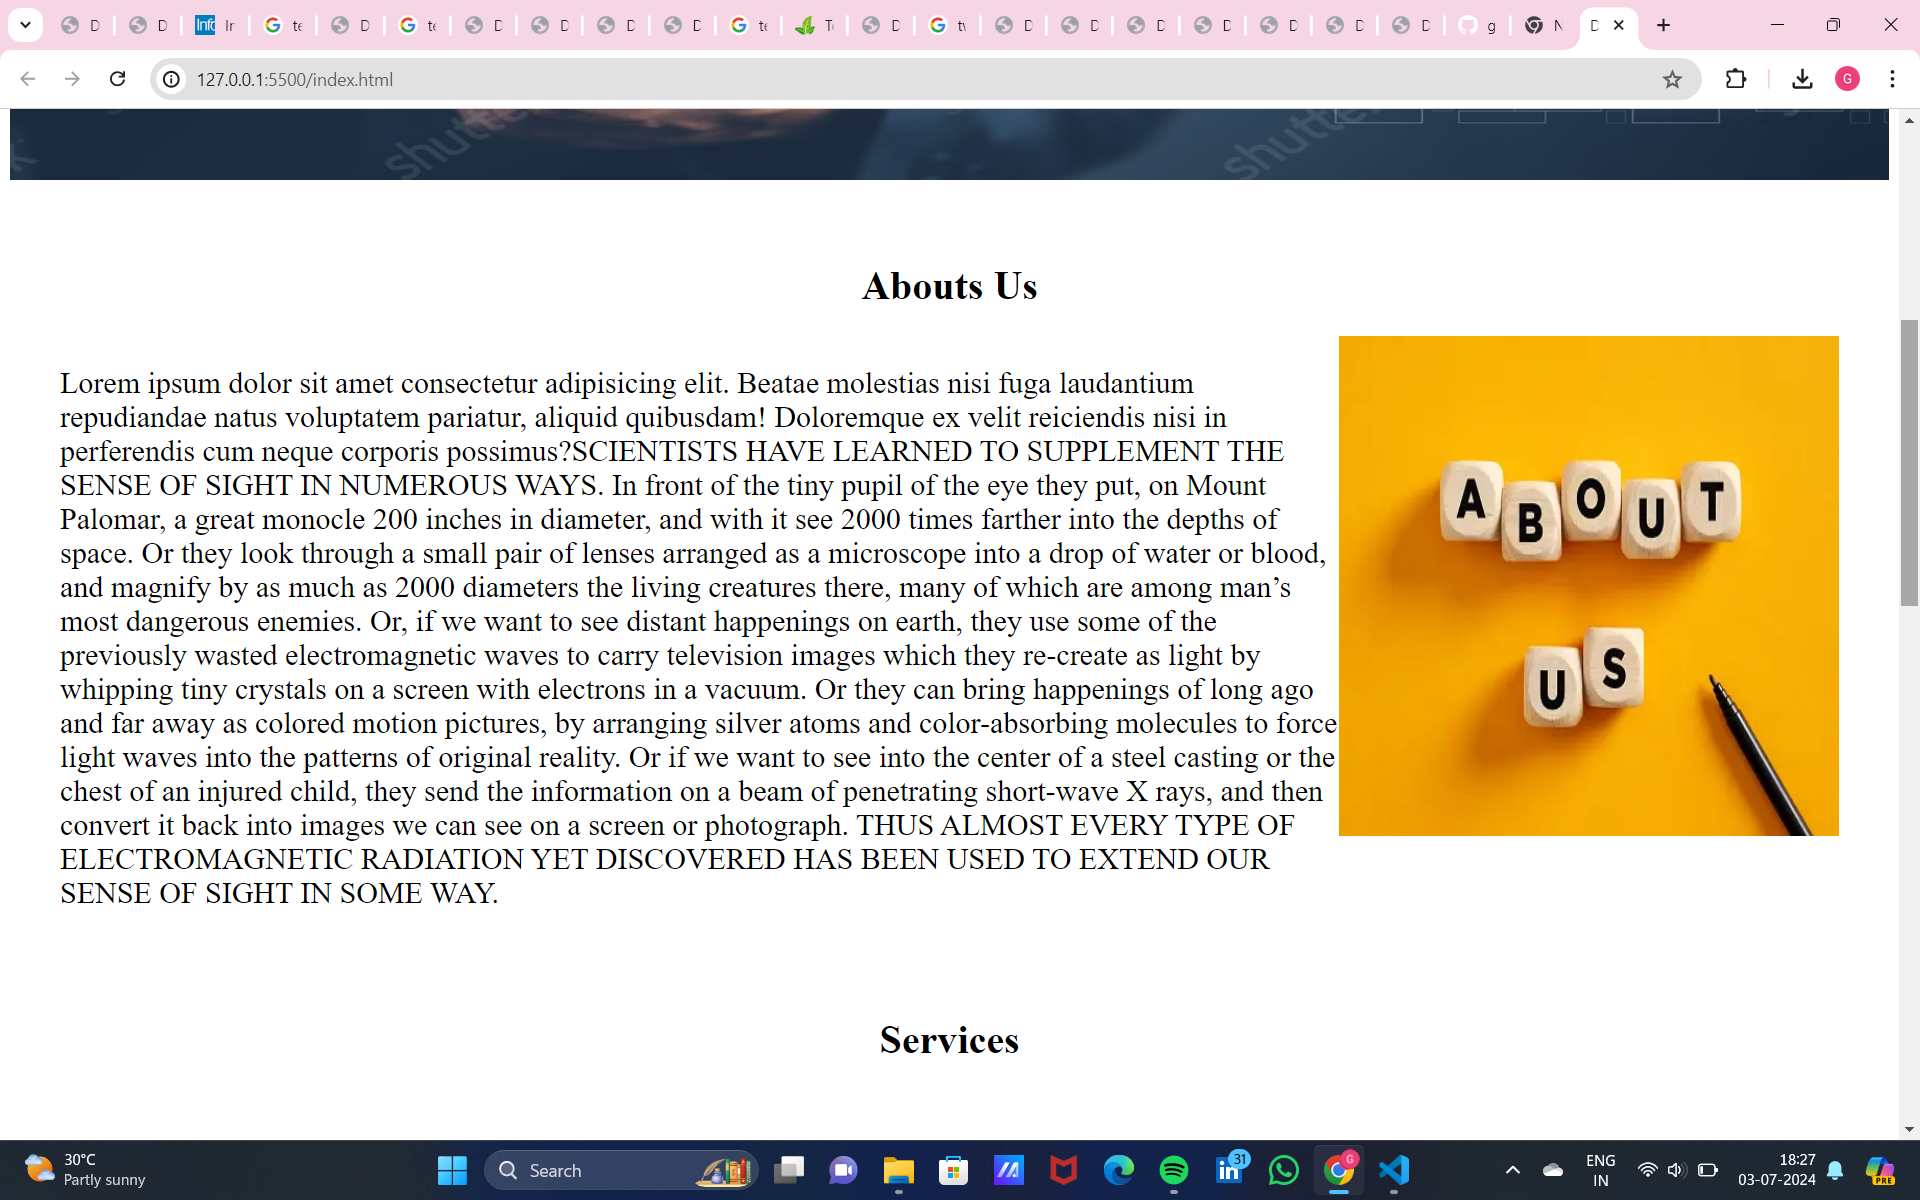 D
D
Ir
te
D
te
D
D
D
D
te
T
D
tv
D
D
D
D
D
D
D
g
N
D
127.0.0.1:5500/index.html
G
Abouts Us
Lorem ipsum dolor sit amet consectetur adipisicing elit. Beatae molestias nisi fuga laudantium
repudiandae natus voluptatem pariatur, aliquid quibusdam! Doloremque ex velit reiciendis nisi in
perferendis cum neque corporis possimus?SCIENTISTS HAVE LEARNED TO SUPPLEMENT THE
SENSE OF SIGHT IN NUMEROUS WAYS. In front of the tiny pupil of the eye they put, on Mount
Palomar, a great monocle 200 inches in diameter, and with it see 2000 times farther into the depths of
space. Or they look through a small pair of lenses arranged as a microscope into a drop of water or blood,
and magnify by as much as 2000 diameters the living creatures there, many of which are among man’s
most dangerous enemies. Or, if we want to see distant happenings on earth, they use some of the
previously wasted electromagnetic waves to carry television images which they re-create as light by
whipping tiny crystals on a screen with electrons in a vacuum. Or they can bring happenings of long ago
and far away as colored motion pictures, by arranging silver atoms and color-absorbing molecules to force
light waves into the patterns of original reality. Or if we want to see into the center of a steel casting or the
chest of an injured child, they send the information on a beam of penetrating short-wave X rays, and then
convert it back into images we can see on a screen or photograph. THUS ALMOST EVERY TYPE OF
ELECTROMAGNETIC RADIATION YET DISCOVERED HAS BEEN USED TO EXTEND OUR
SENSE OF SIGHT IN SOME WAY.
ABOUT
US
Services
30°C
Partly sunny
Search
31
G
ENG
IN
18:27
03-07-2024
PRE